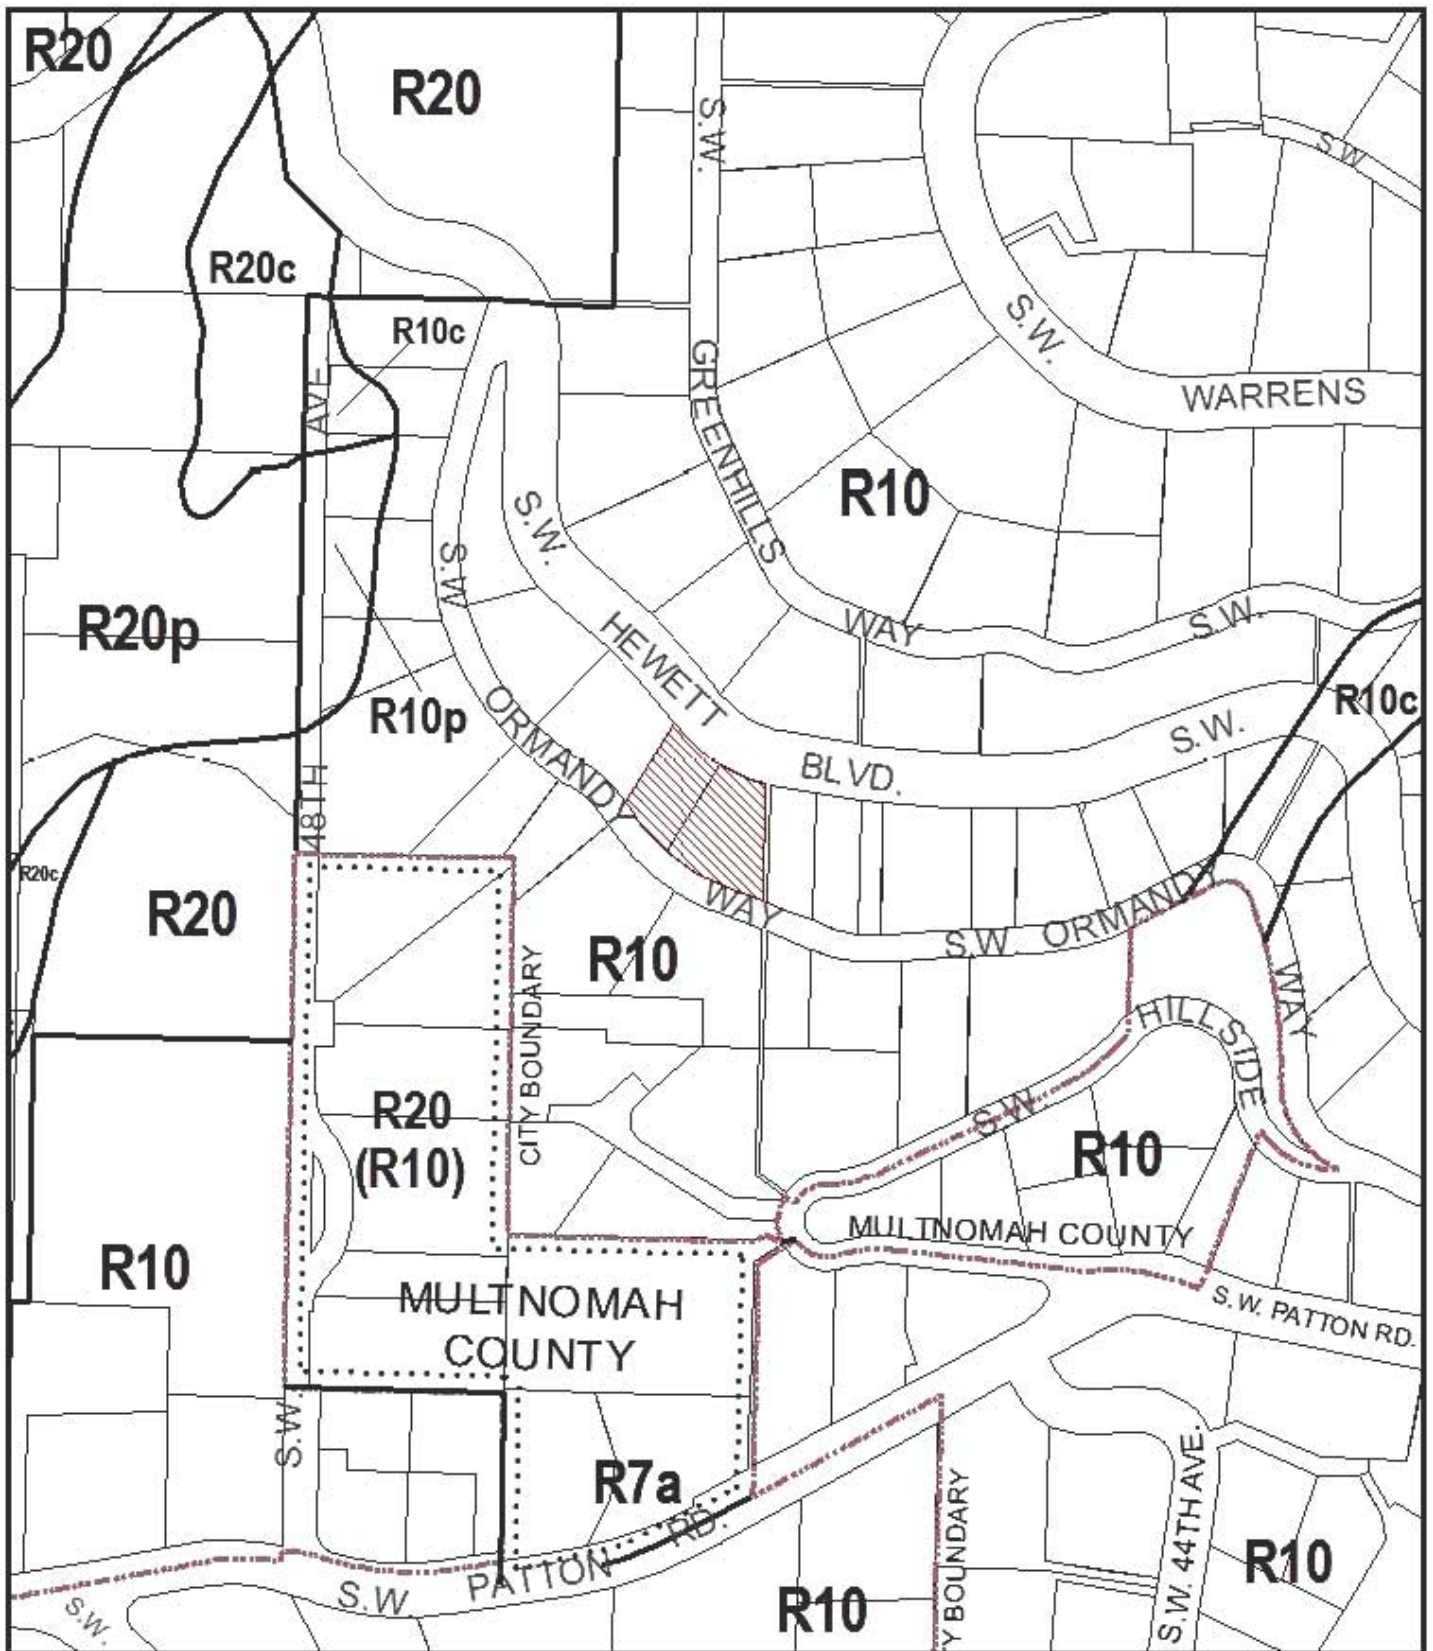 R20
R20
S.W.
S.W
R20c
R10c
S.W.
GREENHILLS
WARRENS
AVE.
R10
S.W.
S.W
R20p
HEWETT
WAY
S.W.
R10p
ORMANDY
R10c
S.W.
BLVD.
48TH
R20c
R20
WAY
S.W. ORMANDY
R10
CITY BOUNDARY
WAY
HILLSIDE
S.W.
R20
(R10)
R10
MULTNOMAH COUNTY
R10
MULTNOMAH
COUNTY
S.W. PATTON RD.
S.W.
R7a
RD.
S.W. 44TH AVE.
Y BOUNDARY
R10
S.W.
PATTON
R10
S.W.